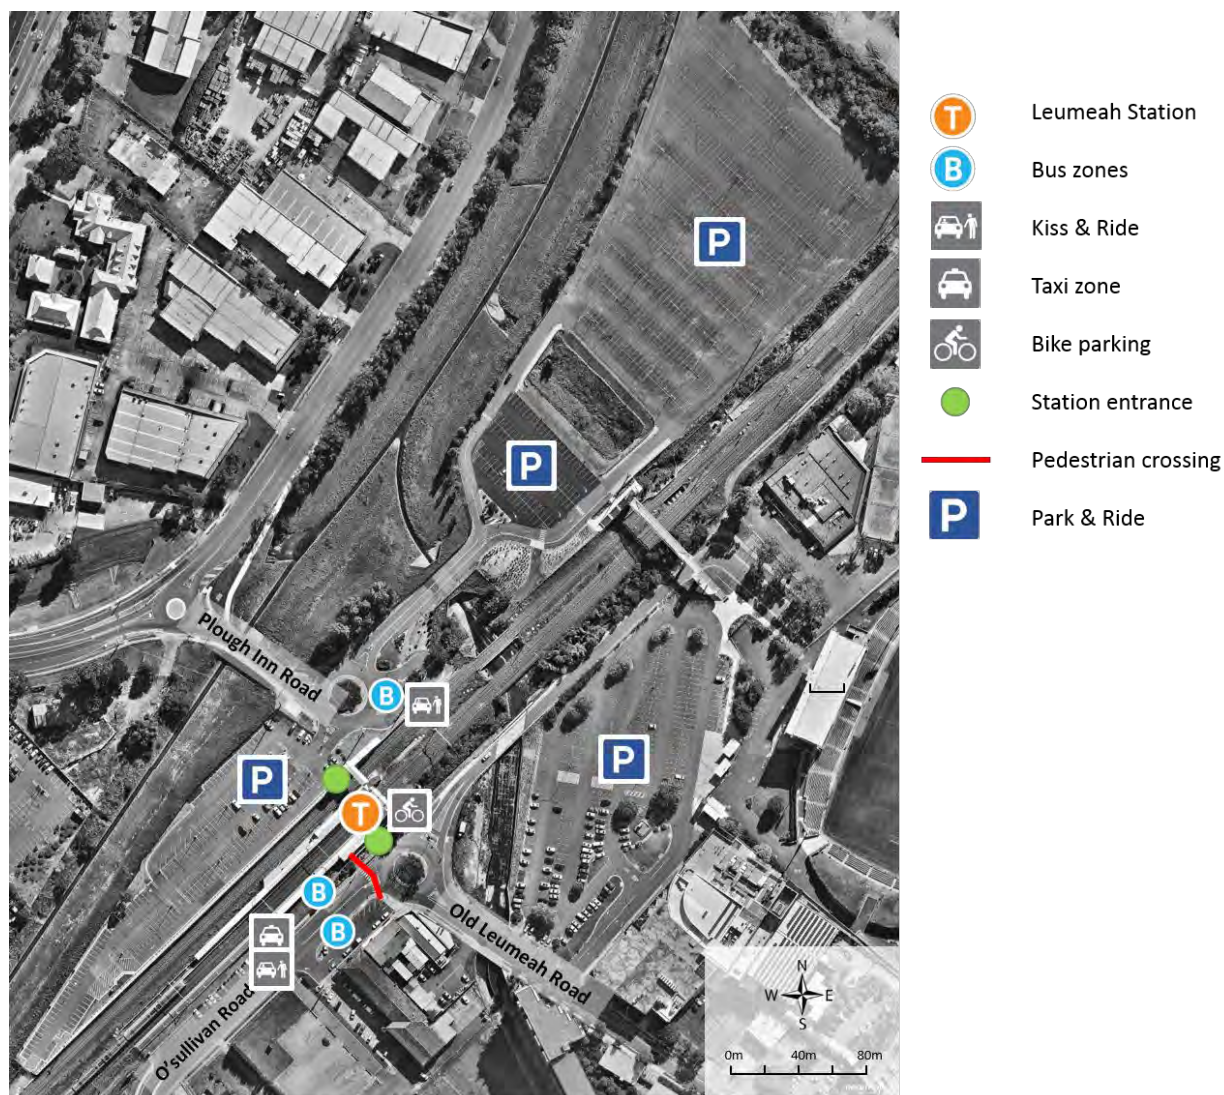 P
P
Plough Inn Road
B
P
P
T
B
B
Old Leumeah Road
O'sullivan Road
N
W
E
S
0m
40m
80m
T
Leumeah Station
B
Bus zones
Kiss & Ride
Taxi zone
Bike parking
Station entrance
Pedestrian crossing
P
Park & Ride